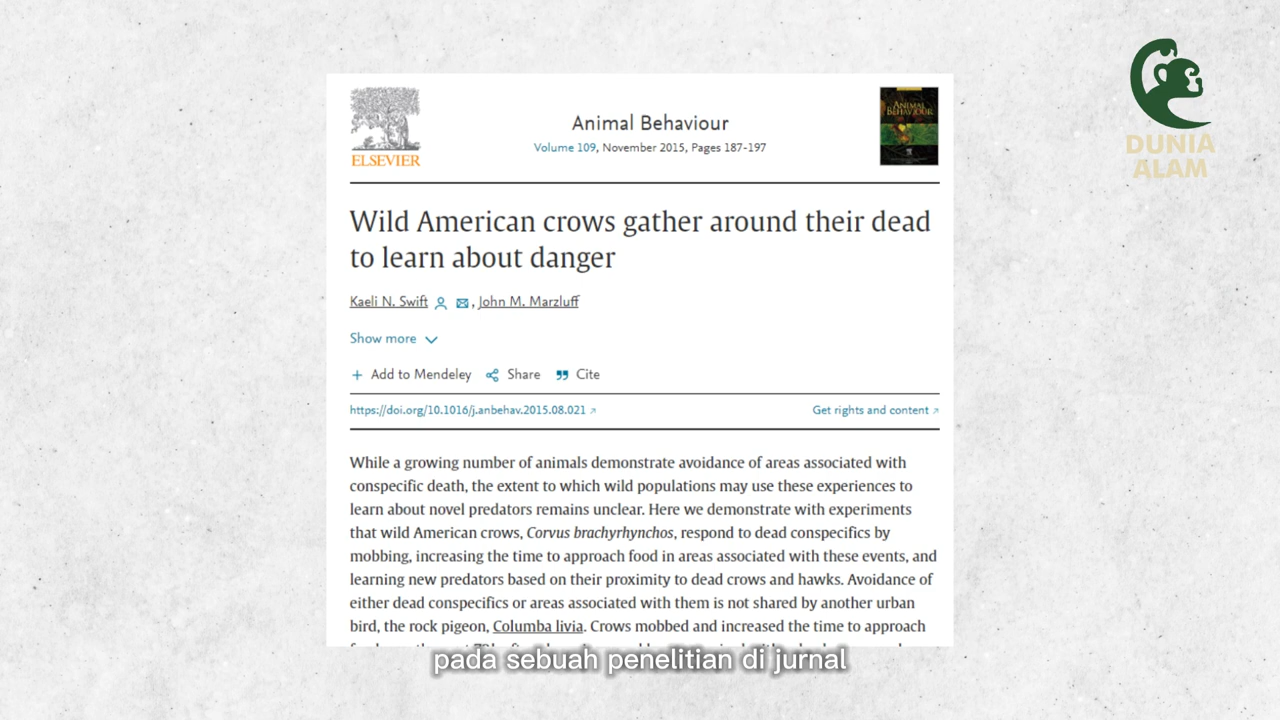 DUNIA
ALAM
ELSEVIER
Animal Behaviour
Volume 109, November 2015, Pages 187-197
ANIMAL
BEHAVIOUR
Wild American crows gather around their dead
to learn about danger
Kaeli N. Swift , John M. Marzluff
Show more
+ Add to Mendeley Share Cite
https://doi.org/10.1016/j.anbehav.2015.08.021 ↗ Get rights and content ↗
While a growing number of animals demonstrate avoidance of areas associated with
conspecific death, the extent to which wild populations may use these experiences to
learn about novel predators remains unclear. Here we demonstrate with experiments
that wild American crows, Corvus brachyrhynchos, respond to dead conspecifics by
mobbing, increasing the time to approach food in areas associated with these events, and
learning new predators based on their proximity to dead crows and hawks. Avoidance of
either dead conspecifics or areas associated with them is not shared by another urban
bird, the rock pigeon, Columba livia. Crows mobbed and increased the time to approach
pada sebuah penelitian di jurnal